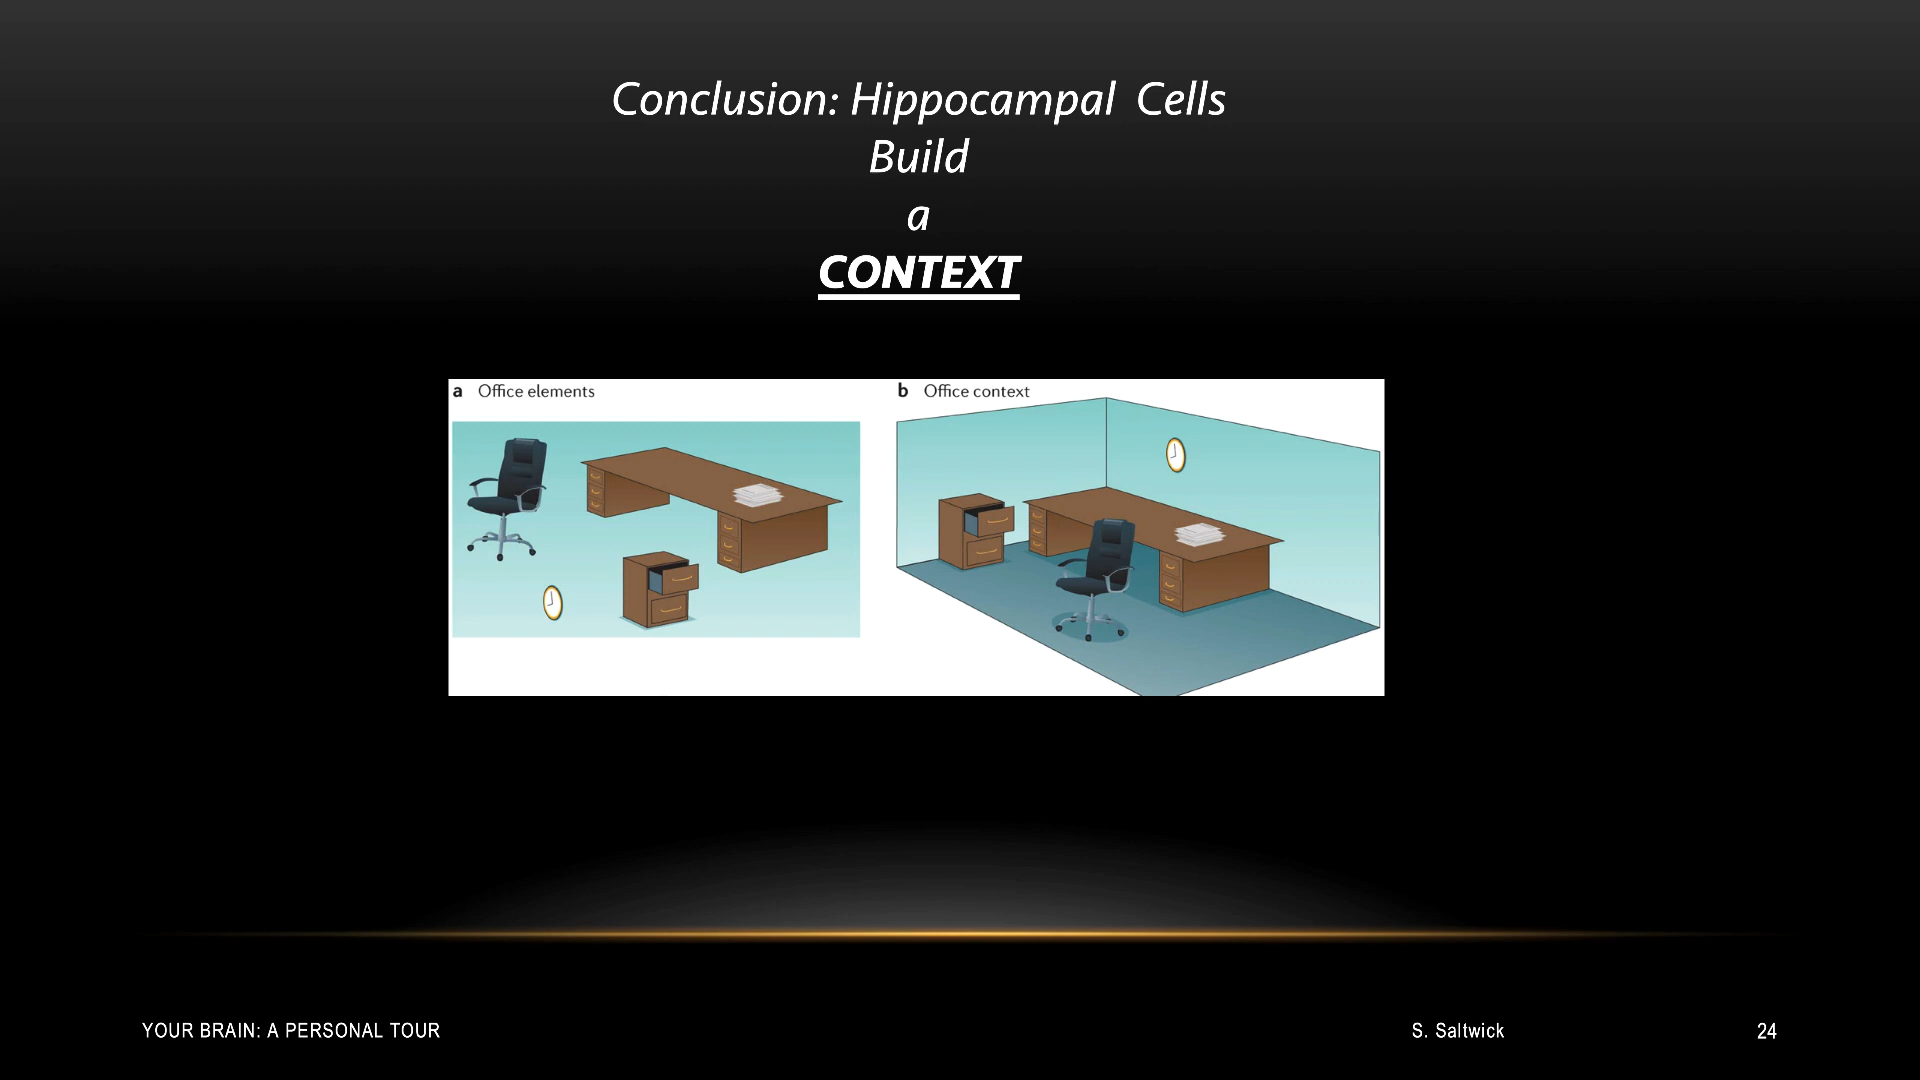 Conclusion: Hippocampal Cells
Build
a
CONTEXT
a Office elements
b Office context
YOUR BRAIN: A PERSONAL TOUR
S. Saltwick
24